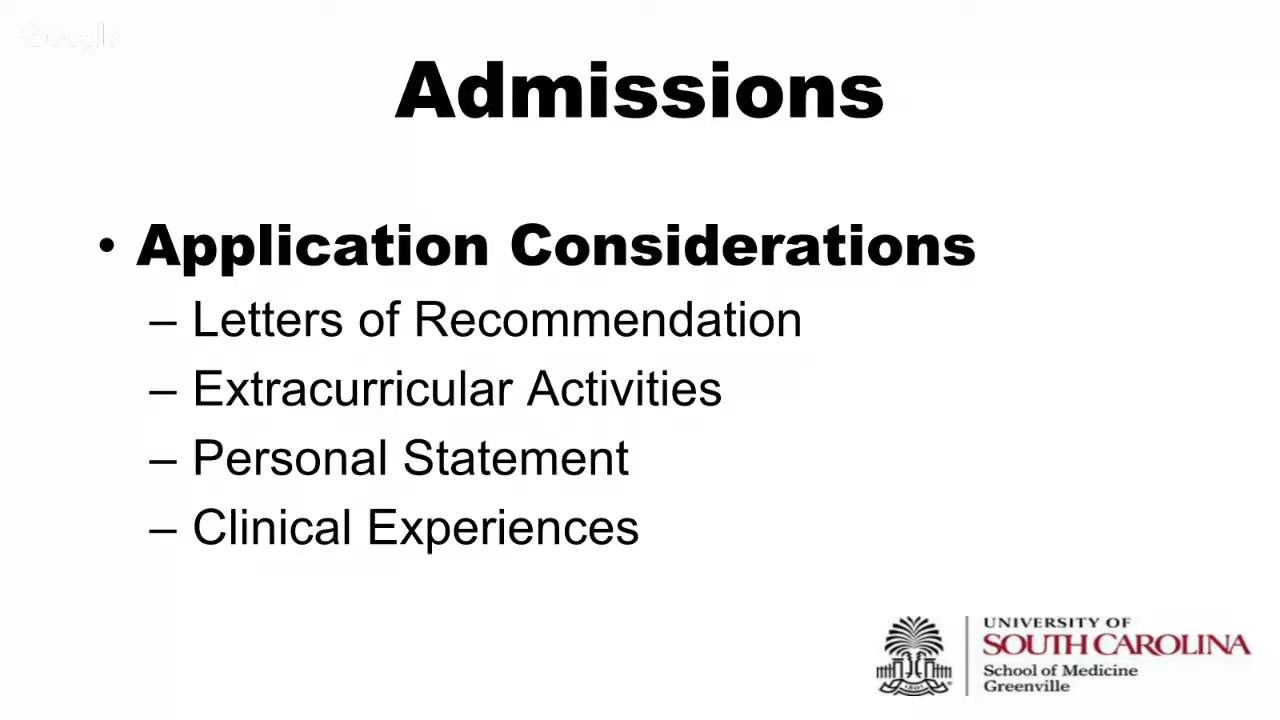 Google
Admissions
• Application Considerations
– Letters of Recommendation
– Extracurricular Activities
– Personal Statement
– Clinical Experiences
UNIVERSITY OF
SOUTH CAROLINA
School of Medicine
Greenville